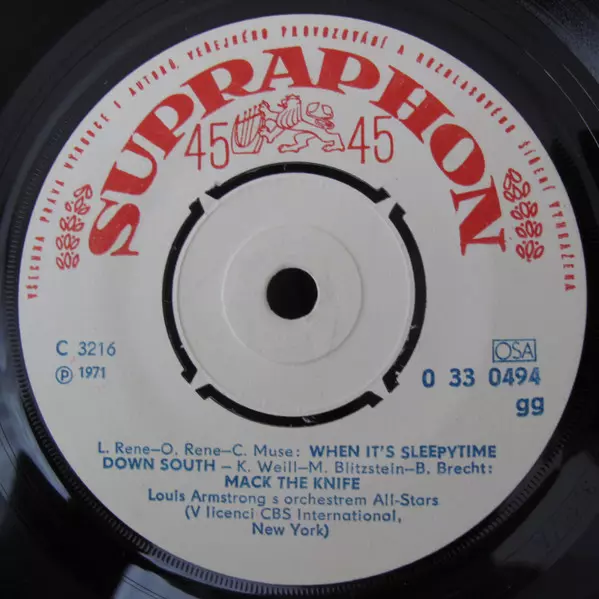 VŠECHNA PRÁVA VÝROBCE I AUTORŮ, VEŘEJNÉHO PROVOZOVÁNÍ A ROZHLASOVÉHO ŠÍŘENÍ VYHRAŽENA
SUPRAPHON
45 45
C 3216
Ⓟ 1971
OSA
0 33 0494
gg
L. Rene–O. Rene–C. Muse: WHEN IT'S SLEEPYTIME
DOWN SOUTH – K. Weill–M. Blitzstein–B. Brecht:
MACK THE KNIFE
Louis Armstrong s orchestrem All-Stars
(V licenci CBS International,
New York)